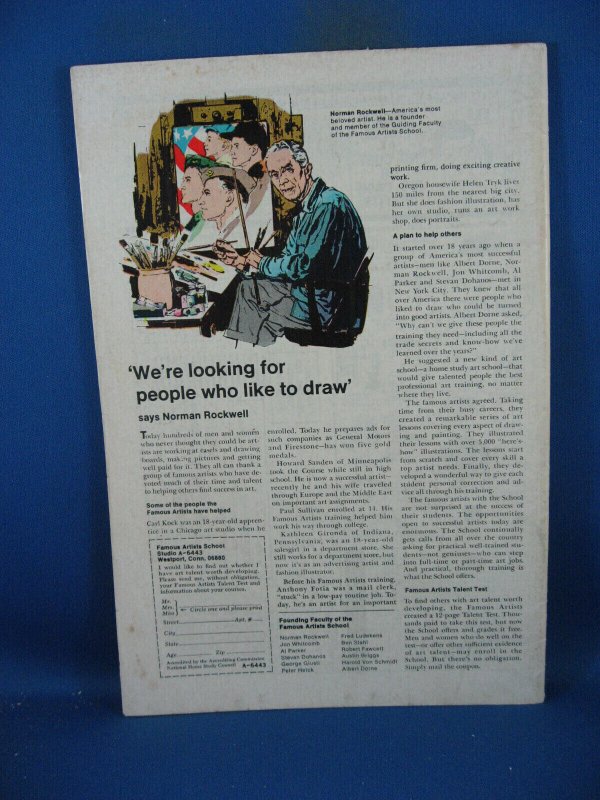 Norman Rockwell—America's most
beloved artist. He is a founder
and member of the Guiding Faculty
of the Famous Artists School.
'We're looking for
people who like to draw'
says Norman Rockwell
Today hundreds of men and women
who never thought they could be art-
ists are working at easels and drawing
boards, making pictures and getting
well paid for it. They all can thank a
group of famous artists who have de-
voted much of their time and talent
to helping others find success in art.
Some of the people the
Famous Artists have helped
Carl Kock was an 18-year-old appren-
tice in a Chicago art studio when he
enrolled. Today he prepares ads for
such companies as General Motors
and Firestone—has won five gold
medals.
Howard Sanden of Minneapolis
took the Course while still in high
school. He is now a successful artist—
recently he and his wife travelled
through Europe and the Middle East
on important art assignments.
Paul Sullivan enrolled at 14. His
Famous Artists training helped him
work his way through college.
Kathleen Gironda of Indiana,
Pennsylvania, was an 18-year-old
salesgirl in a department store. She
still works for a department store, but
now it's as an advertising artist and
fashion illustrator.
Before his Famous Artists training,
Anthony Fotia was a mail clerk,
"stuck" in a low-pay routine job. To-
day, he's an artist for an important
printing firm, doing exciting creative
work.
Oregon housewife Helen Tryk lives
150 miles from the nearest big city.
But she does fashion illustration, has
her own studio, runs an art work
shop, does portraits.
A plan to help others
It started over 18 years ago when a
group of America's most successful
artists—men like Albert Dorne, Nor-
man Rockwell, Jon Whitcomb, Al
Parker and Stevan Dohanos—met in
New York City. They knew that all
over America there were people who
liked to draw who could be turned
into good artists. Albert Dorne asked,
"Why can't we give these people the
training they need—including all the
trade secrets and know-how we've
learned over the years?"
He suggested a new kind of art
school—a home study art school—that
would give talented people the best
professional art training, no matter
where they live.
The famous artists agreed. Taking
time from their busy careers, they
created a remarkable series of art
lessons covering every aspect of draw-
ing and painting. They illustrated
their lessons with over 5,000 "here's-
how" illustrations. The lessons start
from scratch and cover every skill a
top artist needs. Finally, they de-
veloped a wonderful way to give each
student personal correction and ad-
vice all through his training.
The famous artists with the School
are not surprised at the success of
their students. The opportunities
open to successful artists today are
enormous. The School continually
gets calls from all over the country
asking for practical well-trained stu-
dents—not geniuses—who can step
into full-time or part-time art jobs.
And practical, thorough training is
what the School offers.
Famous Artists Talent Test
To find others with art talent worth
developing, the Famous Artists
created a 12-page Talent Test. Thou-
sands paid to take this test, but now
the School offers and grades it free.
Men and women who do well on the
test—or offer other sufficient evidence
of art talent—may enroll in the
School. But there's no obligation.
Simply mail the coupon.
Famous Artists School
Studio A-6443
Westport, Conn. 06880
I would like to find out whether I
have art talent worth developing.
Please send me, without obligation,
your Famous Artists Talent Test and
information about your courses.
Mr.
Mrs.
Miss
Circle one and please print
Street Apt. #
City
State
Age Zip
Accredited by the Accrediting Commission
National Home Study Council A-6443
Founding Faculty of the
Famous Artists School
Norman Rockwell
Jon Whitcomb
Al Parker
Stevan Dohanos
George Giusti
Peter Helck
Fred Ludekens
Ben Stahl
Robert Fawcett
Austin Briggs
Harold Von Schmidt
Albert Dorne